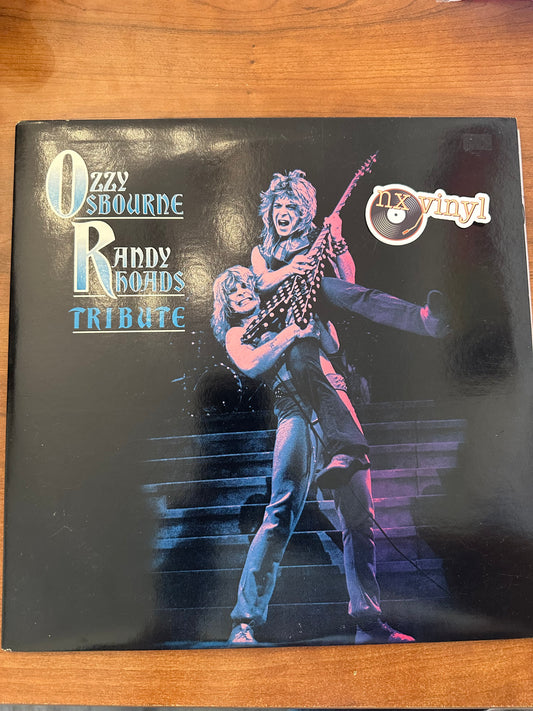 OZZY
OSBOURNE
RANDY
RHOADS
TRIBUTE
nx vinyl